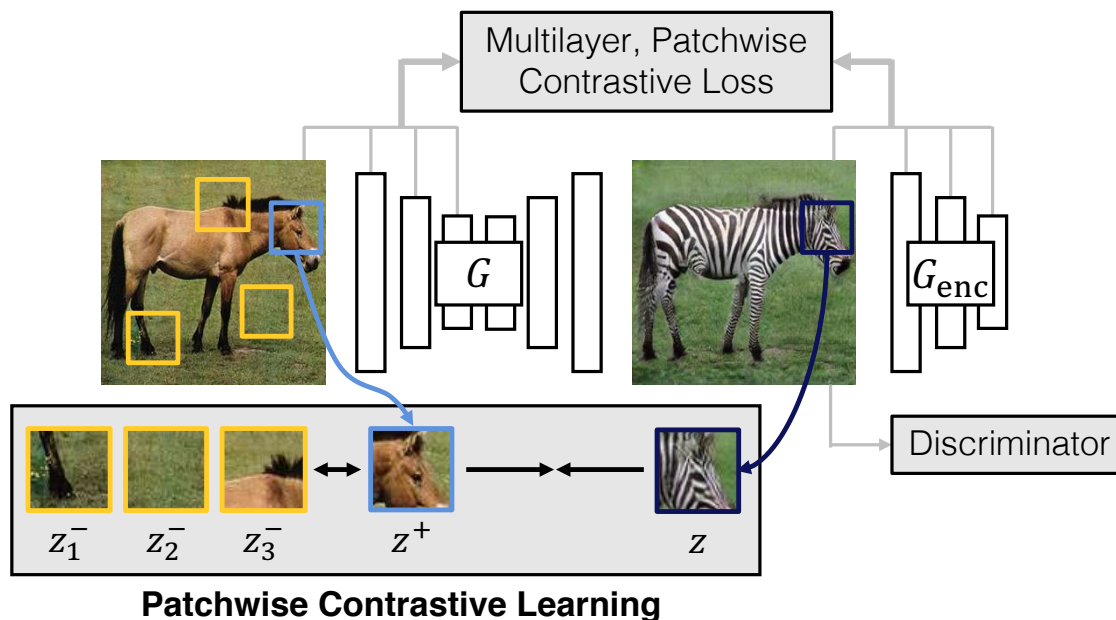 Multilayer, Patchwise
Contrastive Loss
G
G_enc
Discriminator
z_1^- z_2^- z_3^- z^+ z
Patchwise Contrastive Learning